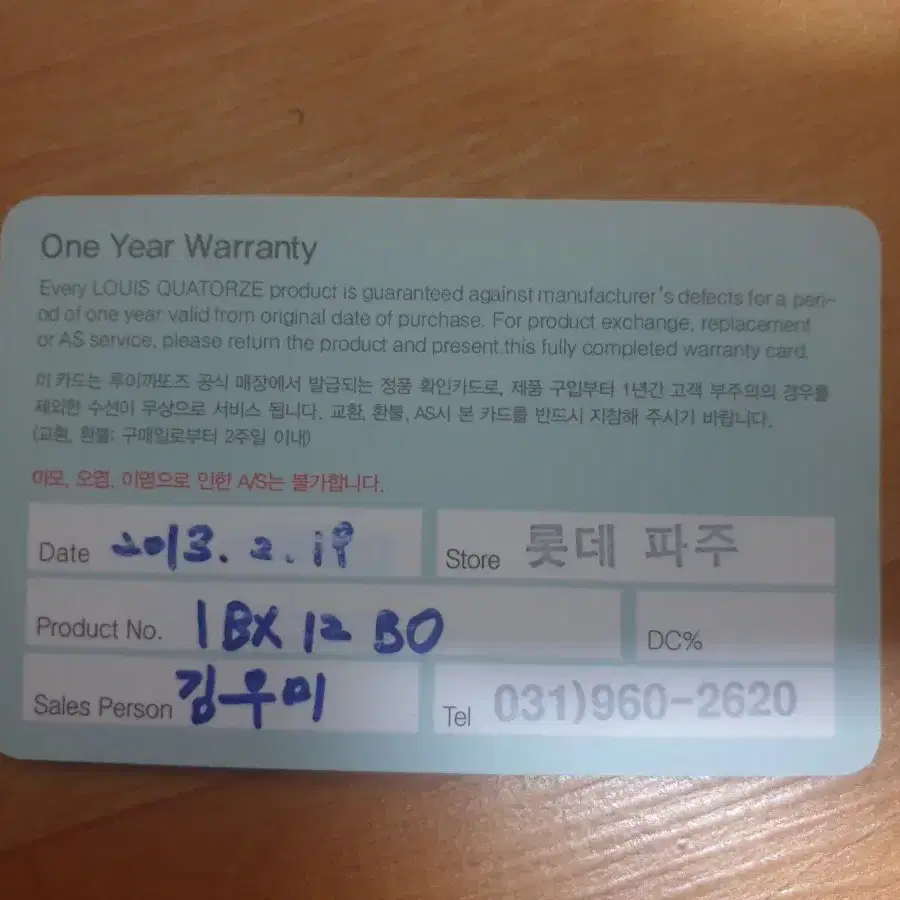 One Year Warranty
Every LOUIS QUATORZE product is guaranteed against manufacturer's defects for a peri-
od of one year valid from original date of purchase. For product exchange, replacement
or AS service, please return the product and present this fully completed warranty card.
이 카드는 루이까또즈 공식 매장에서 발급되는 정품 확인카드로, 제품 구입부터 1년간 고객 부주의의 경우를
제외한 수선이 무상으로 서비스 됩니다. 교환, 환불, AS시 본 카드를 반드시 지참해 주시기 바랍니다.
(교환, 환불: 구매일로부터 2주일 이내)
마모, 오염, 이염으로 인한 A/S는 불가합니다.
Date 2013. 2. 19
Store 롯데 파주
Product No. 1BX12BO
DC%
Sales Person 김우미
Tel 031)960-2620